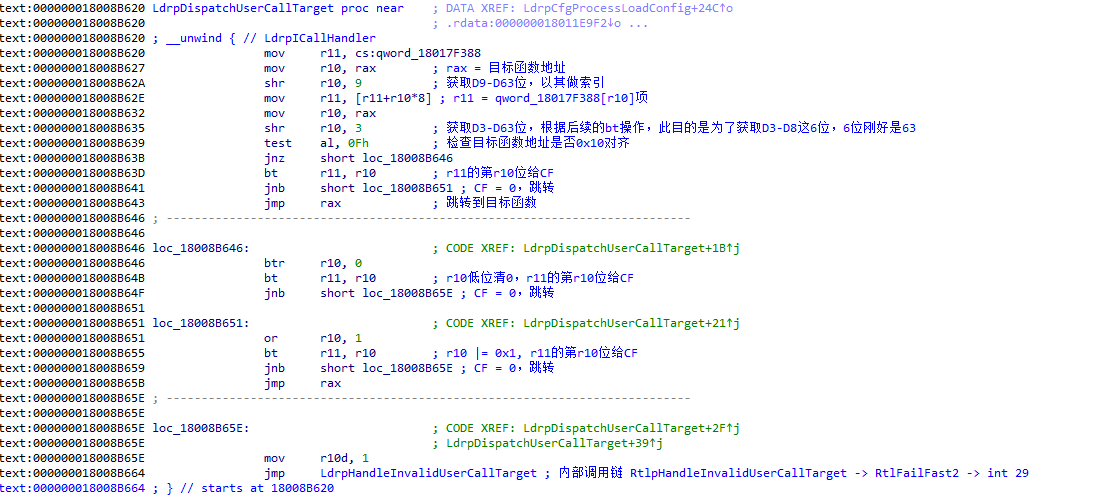 text:000000018008B620 LdrpDispatchUserCallTarget proc near ; DATA XREF: LdrpCfgProcessLoadConfig+24C↑o
text:000000018008B620 ; .rdata:000000018011E9F2↓o ...
text:000000018008B620 ; __unwind { // LdrpICallHandler
text:000000018008B620 mov r11, cs:qword_18017F388
text:000000018008B627 mov r10, rax ; rax = 目标函数地址
text:000000018008B62A shr r10, 9 ; 获取D9-D63位，以其做索引
text:000000018008B62E mov r11, [r11+r10*8] ; r11 = qword_18017F388[r10]项
text:000000018008B632 mov r10, rax
text:000000018008B635 shr r10, 3 ; 获取D3-D63位，根据后续的bt操作，此目的是为了获取D3-D8这6位，6位刚好是63
text:000000018008B639 test al, 0Fh ; 检查目标函数地址是否0x10对齐
text:000000018008B63B jnz short loc_18008B646
text:000000018008B63D bt r11, r10 ; r11的第r10位给CF
text:000000018008B641 jnb short loc_18008B651 ; CF = 0，跳转
text:000000018008B643 jmp rax ; 跳转到目标函数
text:000000018008B646 ; ---------------------------------------------------------------------------
text:000000018008B646
text:000000018008B646 loc_18008B646: ; CODE XREF: LdrpDispatchUserCallTarget+1B↑j
text:000000018008B646 btr r10, 0
text:000000018008B64B bt r11, r10 ; r10低位清0，r11的第r10位给CF
text:000000018008B64F jnb short loc_18008B65E ; CF = 0，跳转
text:000000018008B651
text:000000018008B651 loc_18008B651: ; CODE XREF: LdrpDispatchUserCallTarget+21↑j
text:000000018008B651 or r10, 1
text:000000018008B655 bt r11, r10 ; r10 |= 0x1, r11的第r10位给CF
text:000000018008B659 jnb short loc_18008B65E ; CF = 0，跳转
text:000000018008B65B jmp rax
text:000000018008B65E ; ---------------------------------------------------------------------------
text:000000018008B65E
text:000000018008B65E loc_18008B65E: ; CODE XREF: LdrpDispatchUserCallTarget+2F↑j
text:000000018008B65E ; LdrpDispatchUserCallTarget+39↑j
text:000000018008B65E mov r10d, 1
text:000000018008B664 jmp LdrpHandleInvalidUserCallTarget ; 内部调用链 RtlpHandleInvalidUserCallTarget -> RtlFailFast2 -> int 29
text:000000018008B664 ; } // starts at 18008B620